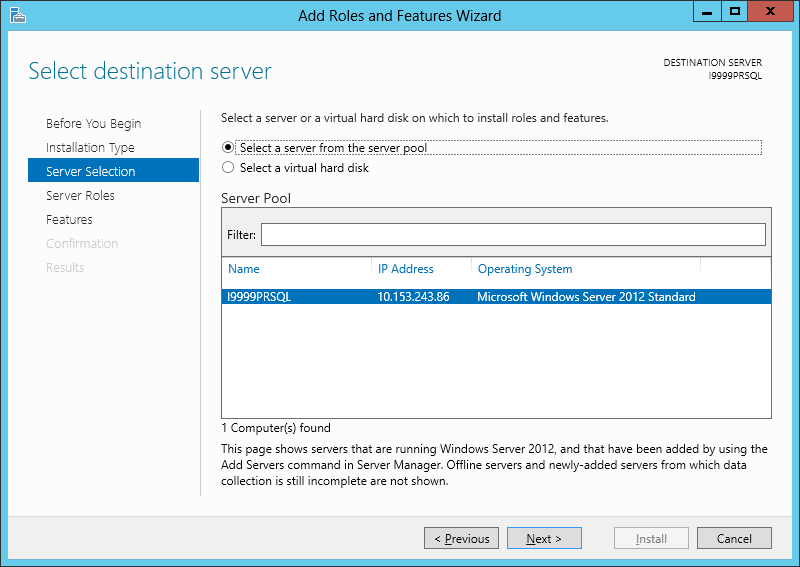 Add Roles and Features Wizard
Select destination server
DESTINATION SERVER
I9999PRSQL
Before You Begin
Installation Type
Server Selection
Server Roles
Features
Confirmation
Results
Select a server or a virtual hard disk on which to install roles and features.
Select a server from the server pool
Select a virtual hard disk
Server Pool
Filter:
Name IP Address Operating System
I9999PRSQL 10.153.243.86 Microsoft Windows Server 2012 Standard
1 Computer(s) found
This page shows servers that are running Windows Server 2012, and that have been added by using the
Add Servers command in Server Manager. Offline servers and newly-added servers from which data
collection is still incomplete are not shown.
< Previous Next > Install Cancel